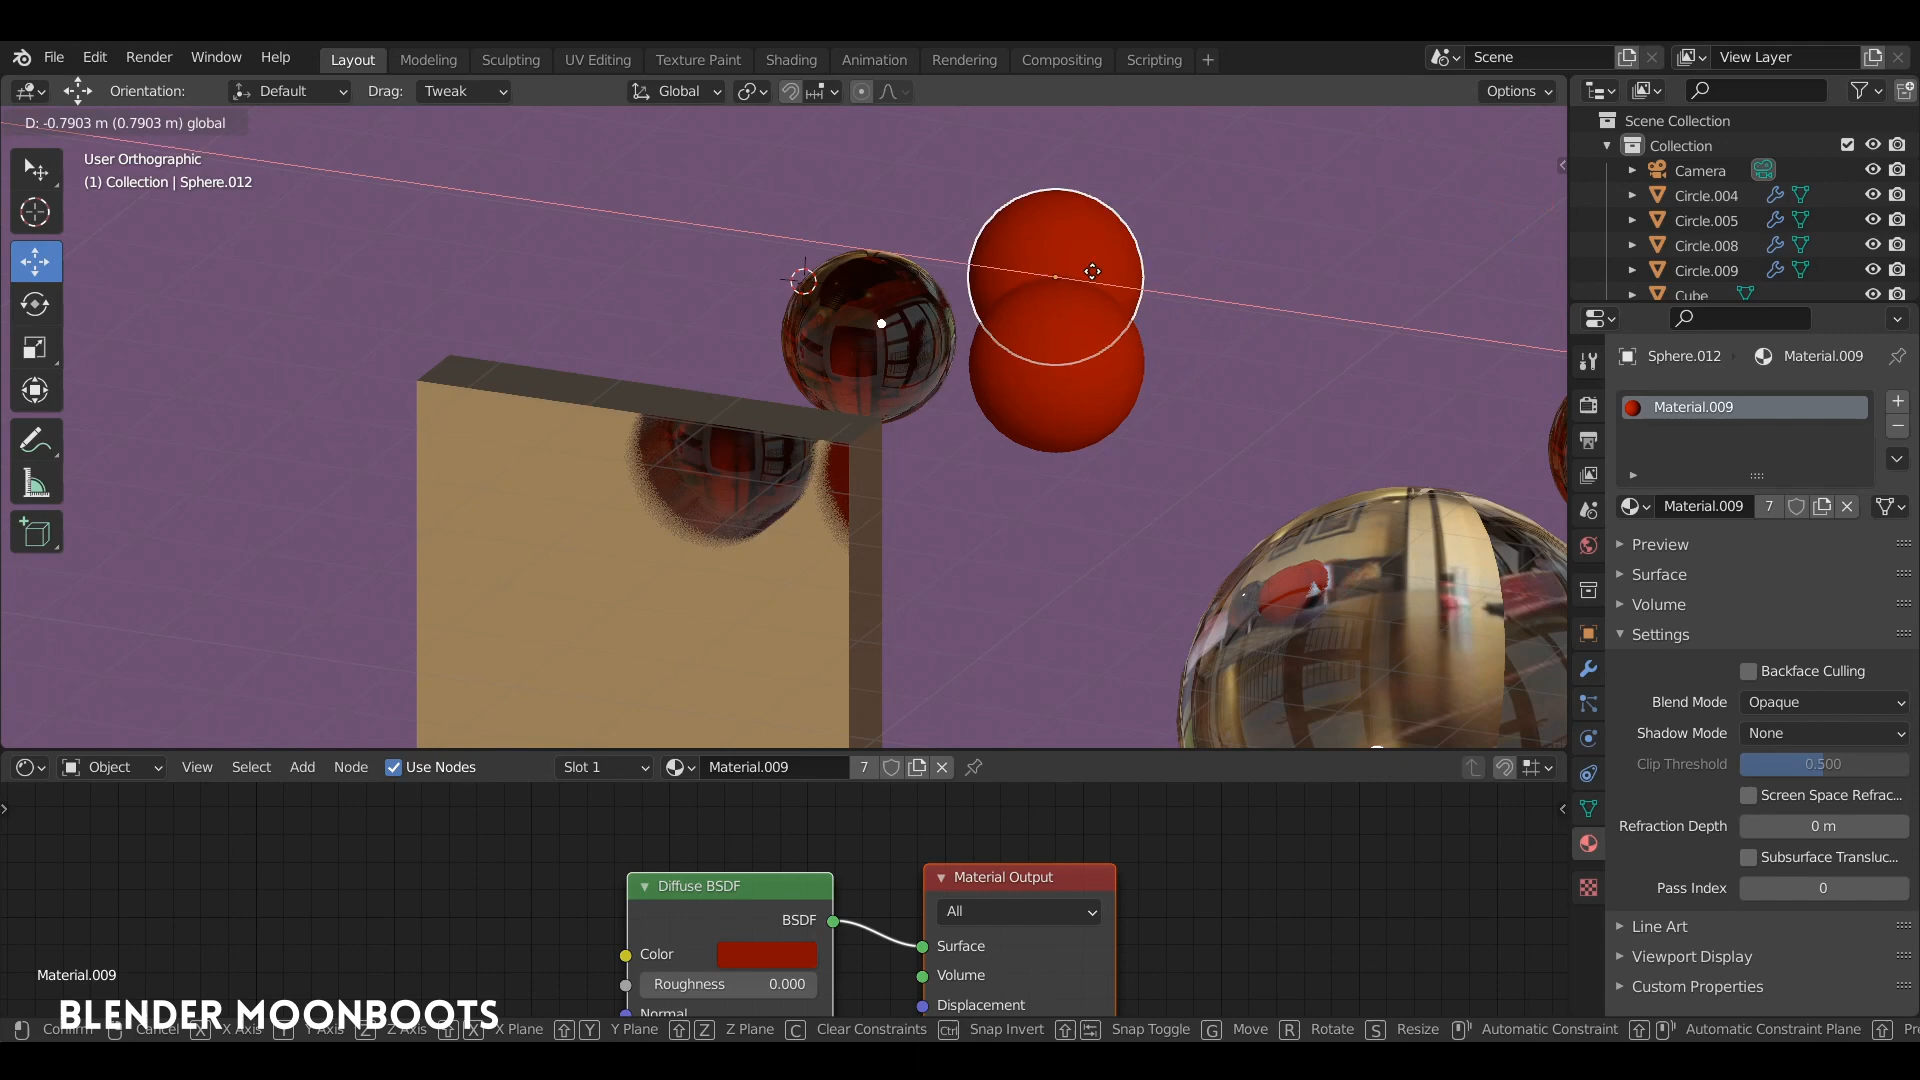 File Edit Render Window Help Layout Modeling Sculpting UV Editing Texture Paint Shading Animation Rendering Compositing Scripting + Scene View Layer
Orientation: Default Drag: Tweak Global Options
D: -0.7903 m (0.7903 m) global
User Orthographic
(1) Collection | Sphere.012
Scene Collection
Collection
Camera
Circle.004
Circle.005
Circle.008
Circle.009
Cube
Sphere.012 Material.009
Material.009
Material.009 7
Preview
Surface
Volume
Settings
Backface Culling
Blend Mode Opaque
Shadow Mode None
Clip Threshold 0.500
Screen Space Refrac...
Refraction Depth 0 m
Subsurface Transluc...
Pass Index 0
Line Art
Viewport Display
Custom Properties
Object View Select Add Node Use Nodes Slot 1 Material.009 7
Diffuse BSDF
BSDF
Color
Roughness 0.000
Normal
Material Output
All
Surface
Volume
Displacement
Material.009
BLENDER MOONBOOTS
Confirm Cancel X X Axis Y Y Axis Z Z Axis X X Plane Y Y Plane Z Z Plane C Clear Constraints Ctrl Snap Invert Snap Toggle G Move R Rotate S Resize Automatic Constraint Automatic Constraint Plane